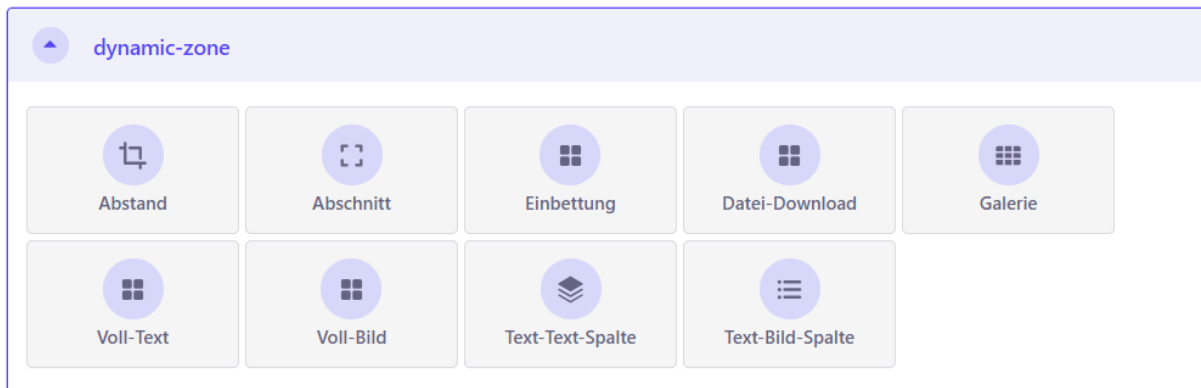 dynamic-zone
Abstand
Abschnitt
Einbettung
Datei-Download
Galerie
Voll-Text
Voll-Bild
Text-Text-Spalte
Text-Bild-Spalte